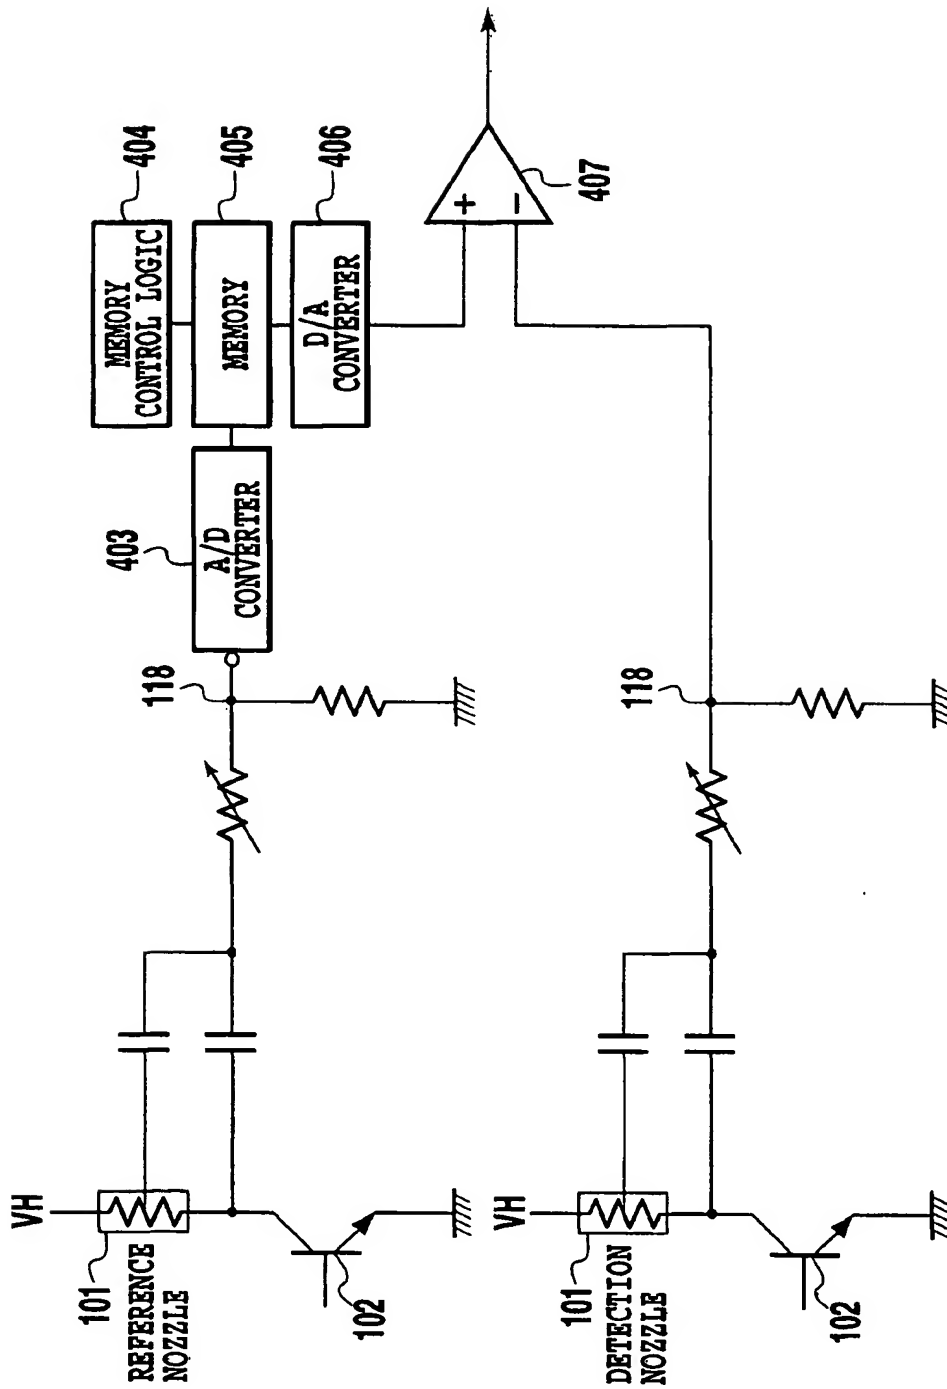 VH
101
REFERENCE
NOZZLE
102
118
403
A/D
CONVERTER
MEMORY
CONTROL LOGIC
404
MEMORY
405
D/A
CONVERTER
406
+
−
407
VH
101
DETECTION
NOZZLE
102
118